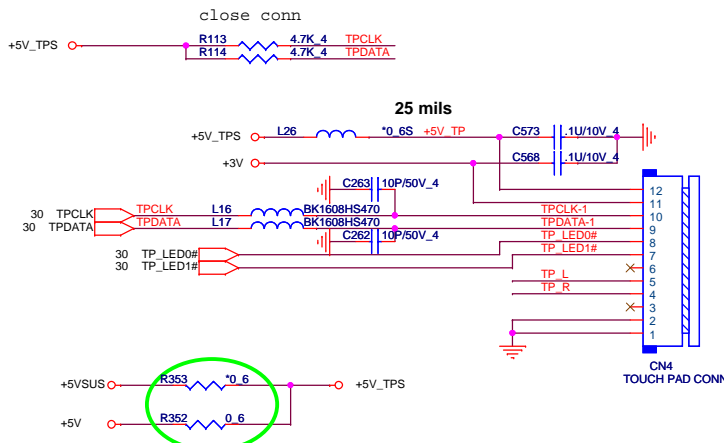 close conn
R113 4.7K_4 TPCLK
+5V_TPS
R114 4.7K_4 TPDATA
25 mils
+5V_TPS L26 *0_6S +5V_TP C573 .1U/10V_4
+3V C568 .1U/10V_4
C263 10P/50V_4
12
11
30 TPCLK TPCLK L16 BK1608HS470 TPCLK-1 10
30 TPDATA TPDATA L17 BK1608HS470 TPDATA-1 9
C262 10P/50V_4
30 TP_LED0# TP_LED0# 8
30 TP_LED1# TP_LED1# 7
6
TP_L 5
TP_R 4
3
2
1
CN4
TOUCH PAD CONN
+5VSUS R353 *0_6 +5V_TPS
+5V R352 0_6